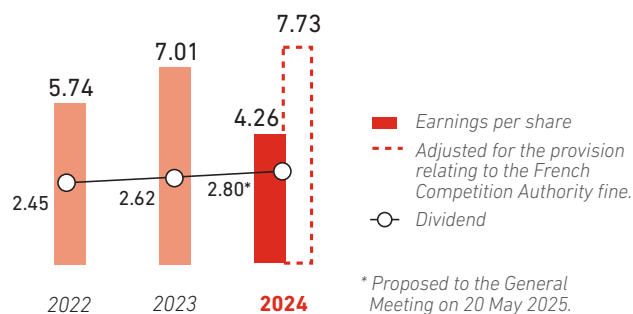 7.73
7.01
5.74
4.26
2.45
2.62
2.80*
2022
2023
2024
Earnings per share
Adjusted for the provision
relating to the French
Competition Authority fine.
Dividend
* Proposed to the General
Meeting on 20 May 2025.